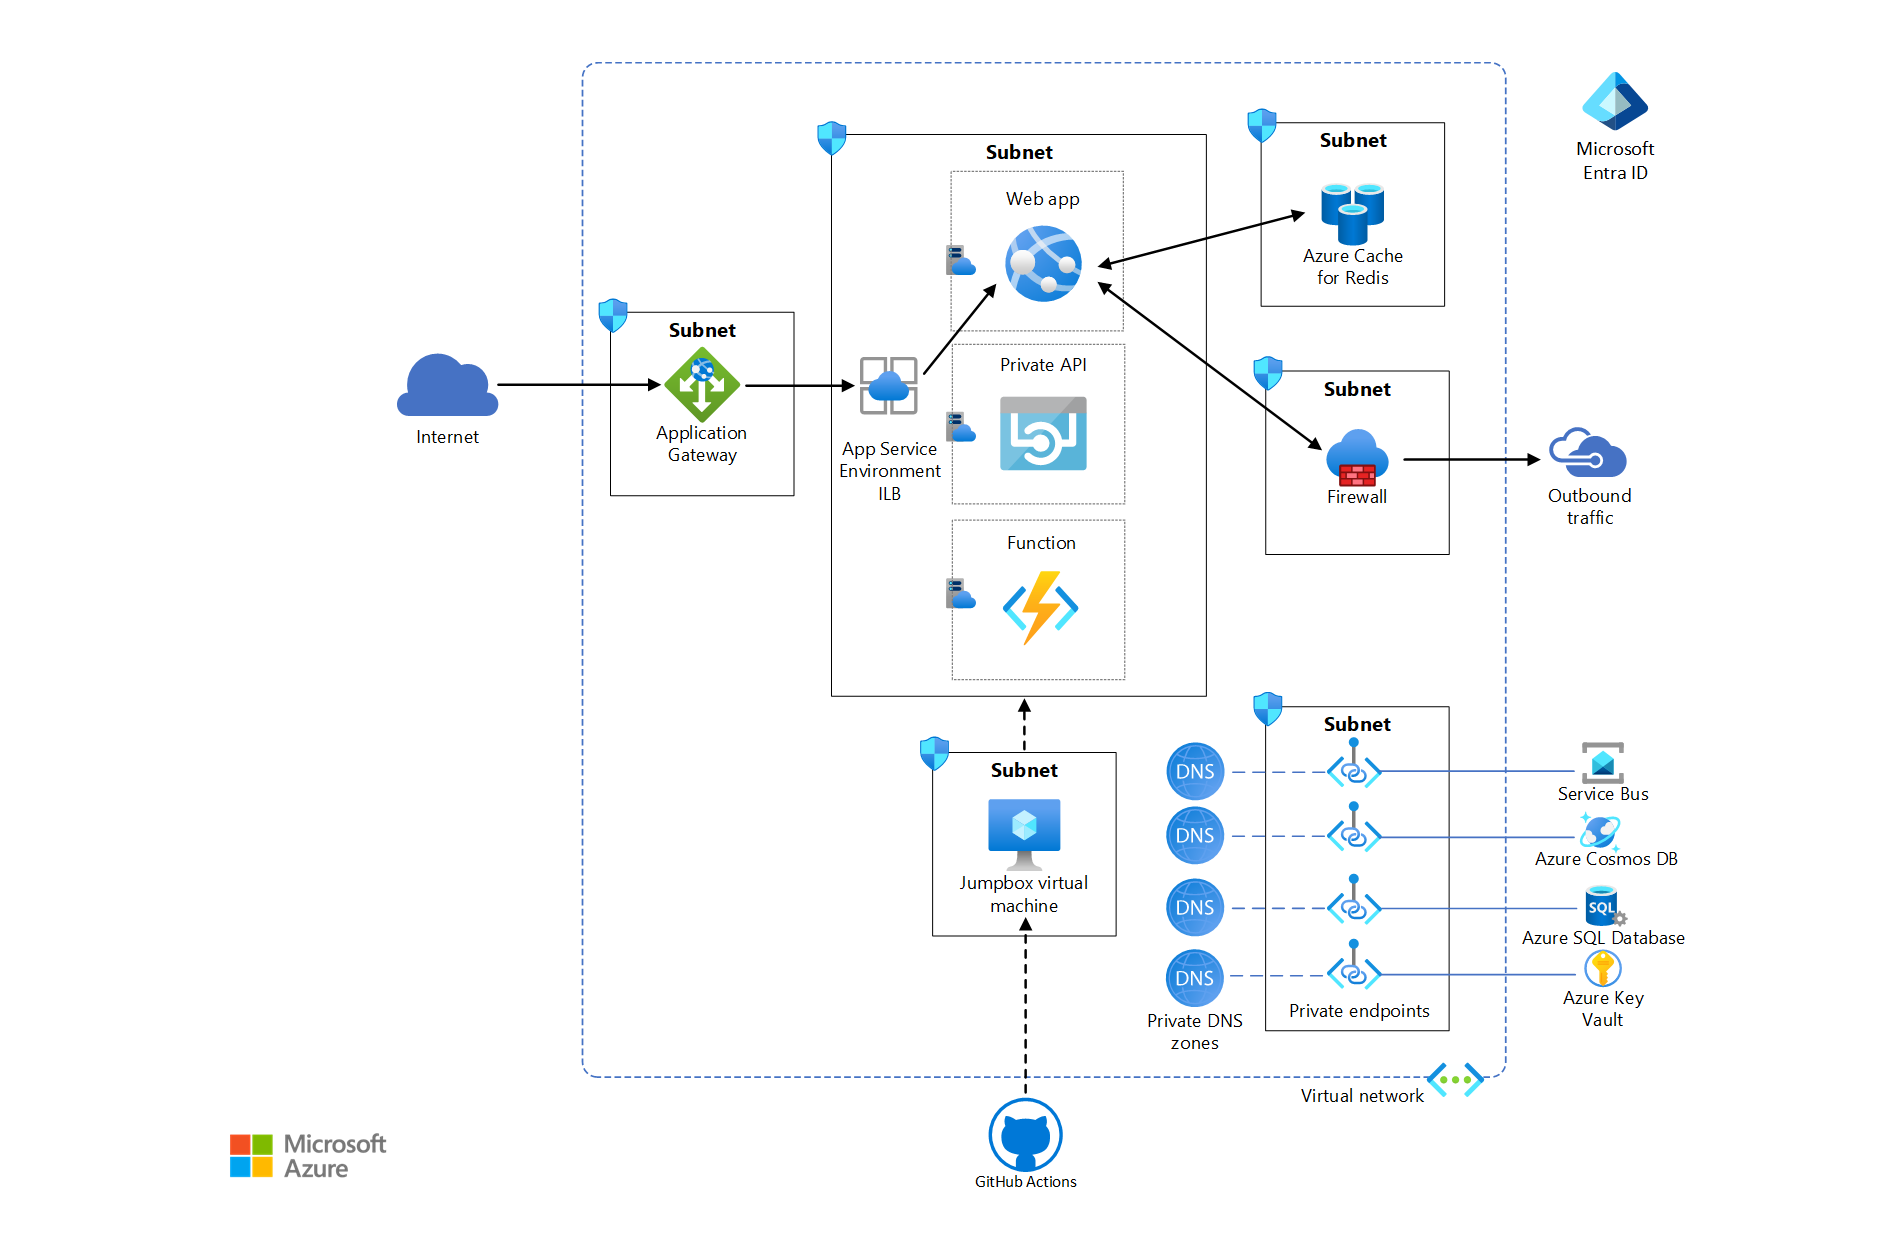 Subnet
Web app
Subnet
Azure Cache
for Redis
Microsoft
Entra ID
Internet
Subnet
Application
Gateway
App Service
Environment
ILB
Private API
Function
Subnet
Firewall
Outbound
traffic
Subnet
Jumpbox virtual
machine
Subnet
DNS
DNS
DNS
DNS
Private DNS
zones
Private endpoints
Service Bus
Azure Cosmos DB
SQL
Azure SQL Database
Azure Key
Vault
Virtual network
GitHub Actions
Microsoft
Azure